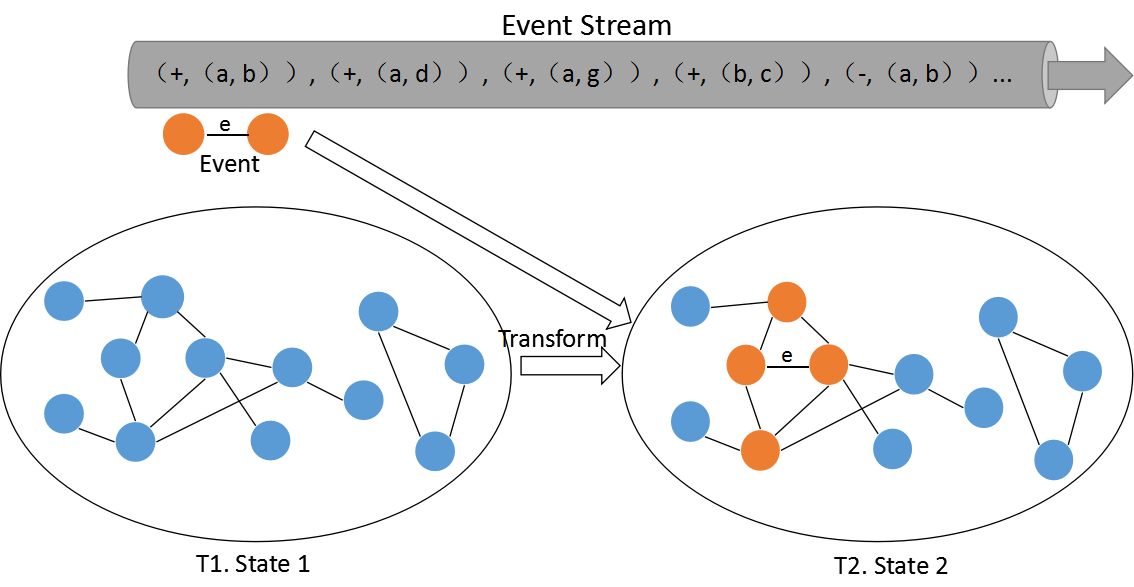 Event Stream
（+,（a, b））,（+,（a, d））,（+,（a, g））,（+,（b, c））,（-,（a, b））...
e
Event
Transform
e
T1. State 1
T2. State 2